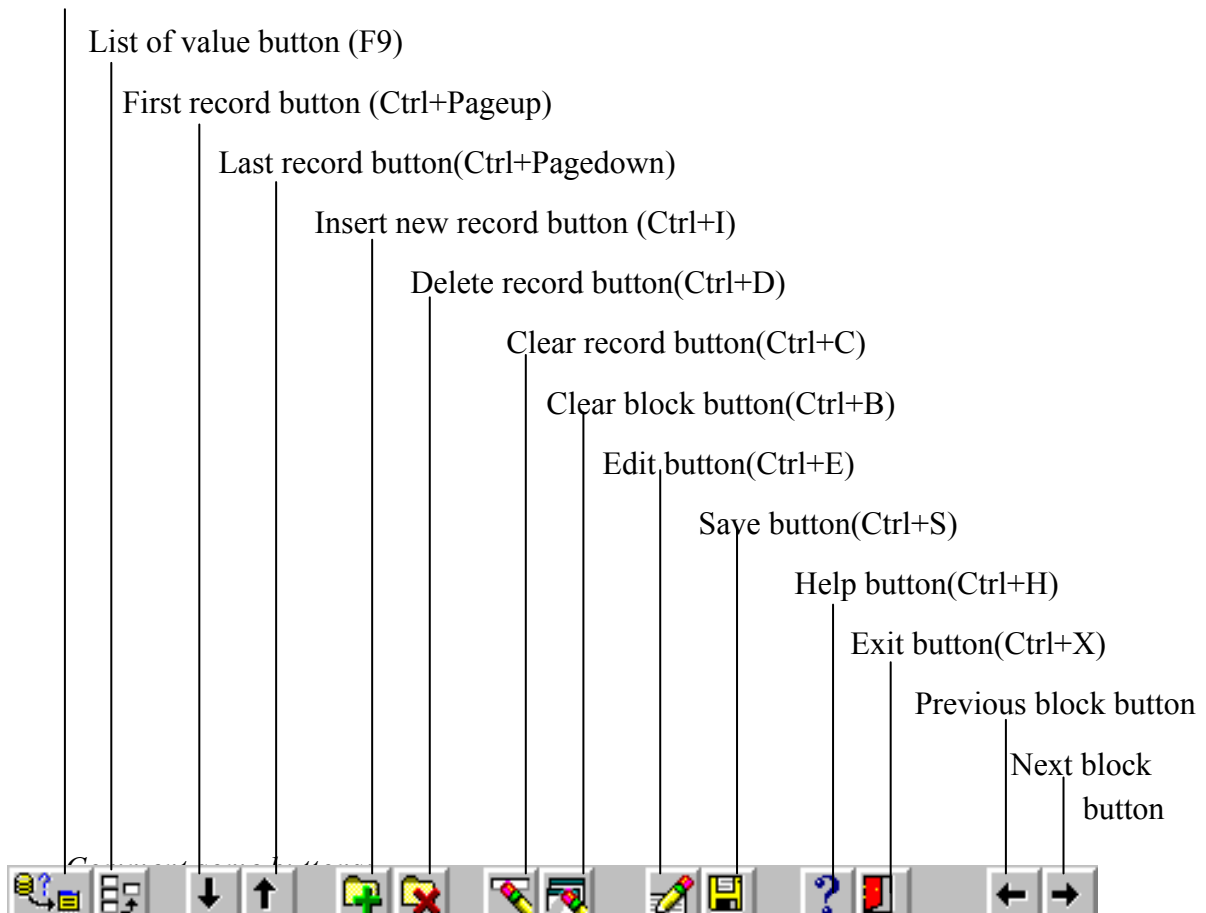 List of value button (F9)
First record button (Ctrl+Pageup)
Last record button(Ctrl+Pagedown)
Insert new record button (Ctrl+I)
Delete record button(Ctrl+D)
Clear record button(Ctrl+C)
Clear block button(Ctrl+B)
Edit button(Ctrl+E)
Save button(Ctrl+S)
Help button(Ctrl+H)
Exit button(Ctrl+X)
Previous block button
Next block
button